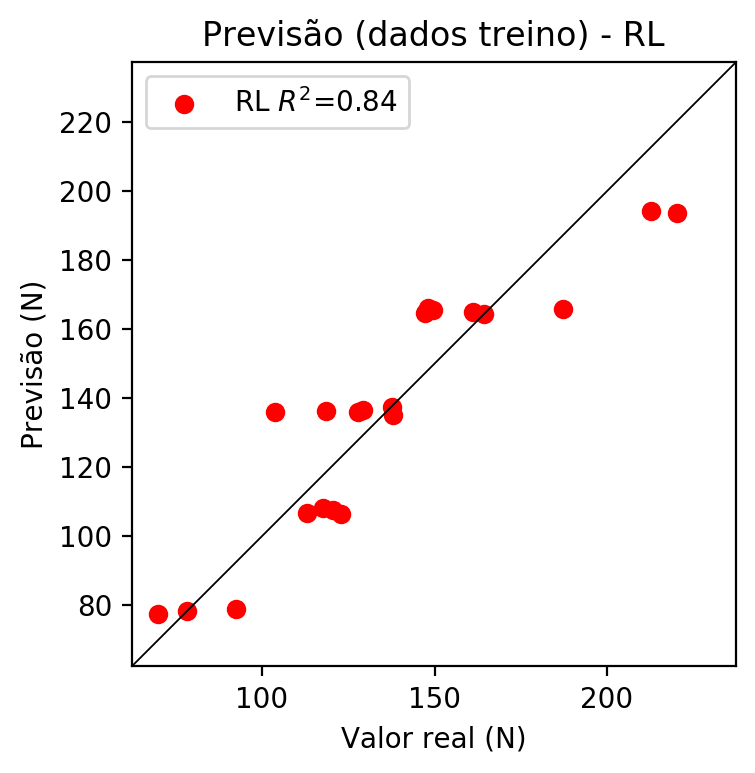 Previsão (dados treino) - RL
RL R²=0.84
220
200
180
160
140
120
100
80
Previsão (N)
100 150 200
Valor real (N)